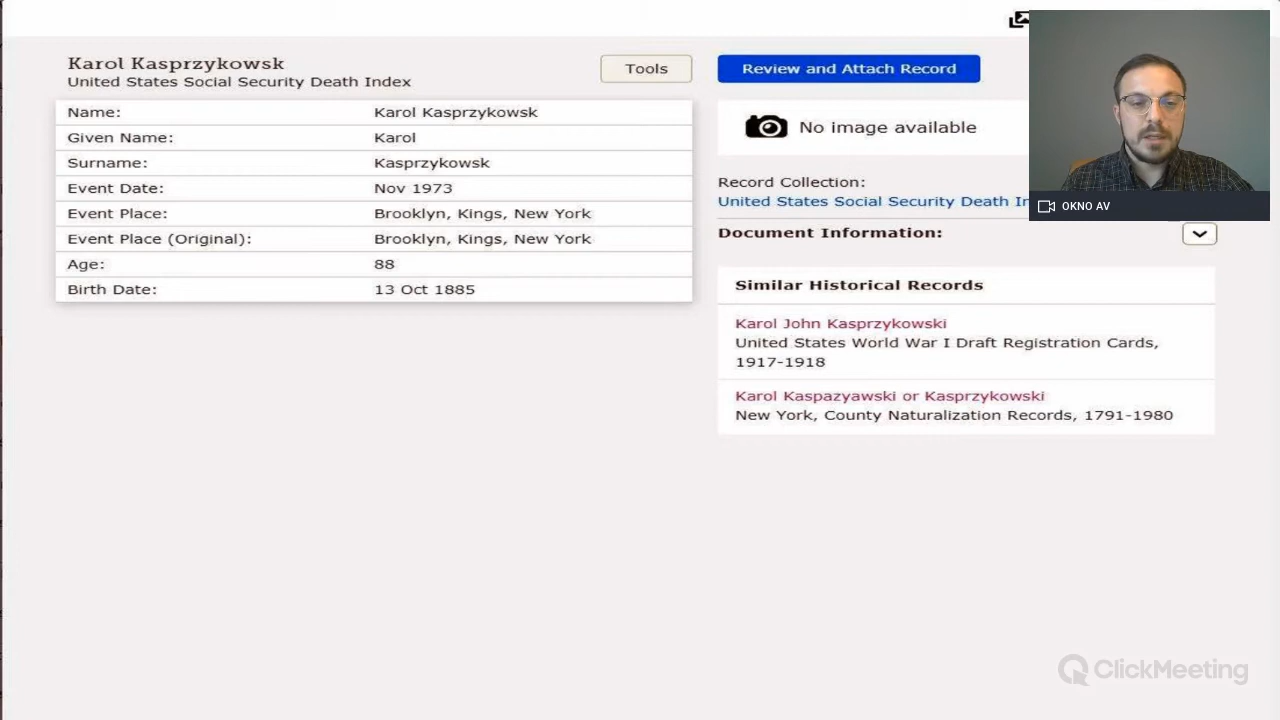 Karol Kasprzykowsk
United States Social Security Death Index
Tools
Name: Karol Kasprzykowsk
Given Name: Karol
Surname: Kasprzykowsk
Event Date: Nov 1973
Event Place: Brooklyn, Kings, New York
Event Place (Original): Brooklyn, Kings, New York
Age: 88
Birth Date: 13 Oct 1885
Review and Attach Record
No image available
Record Collection:
United States Social Security Death
Document Information:
Similar Historical Records
Karol John Kasprzykowski
United States World War I Draft Registration Cards,
1917-1918
Karol Kaspazyawski or Kasprzykowski
New York, County Naturalization Records, 1791-1980
OKNO AV
ClickMeeting